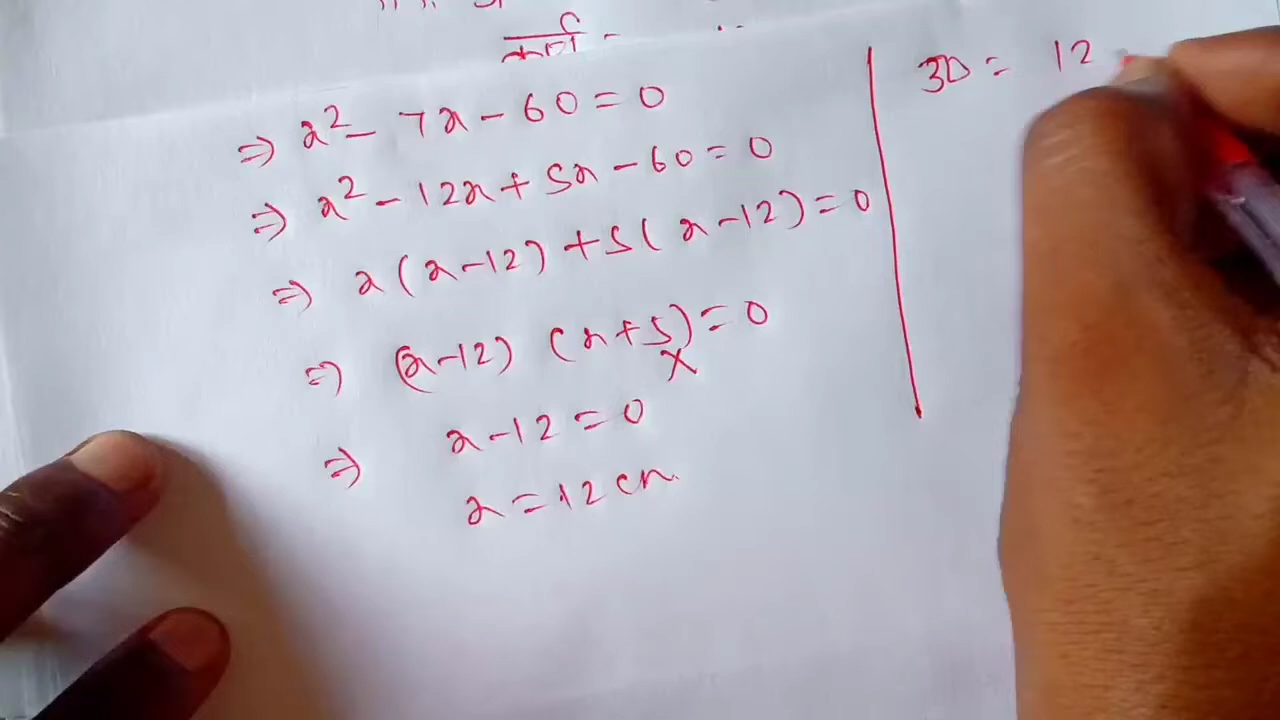 ⇒ x² - 7x - 60 = 0
⇒ x² - 12x + 5x - 60 = 0
⇒ x (x - 12) + 5 ( x - 12) = 0
⇒ (x - 12) (x + 5) = 0
X
⇒ x - 12 = 0
x = 12 cm.
BD = 12